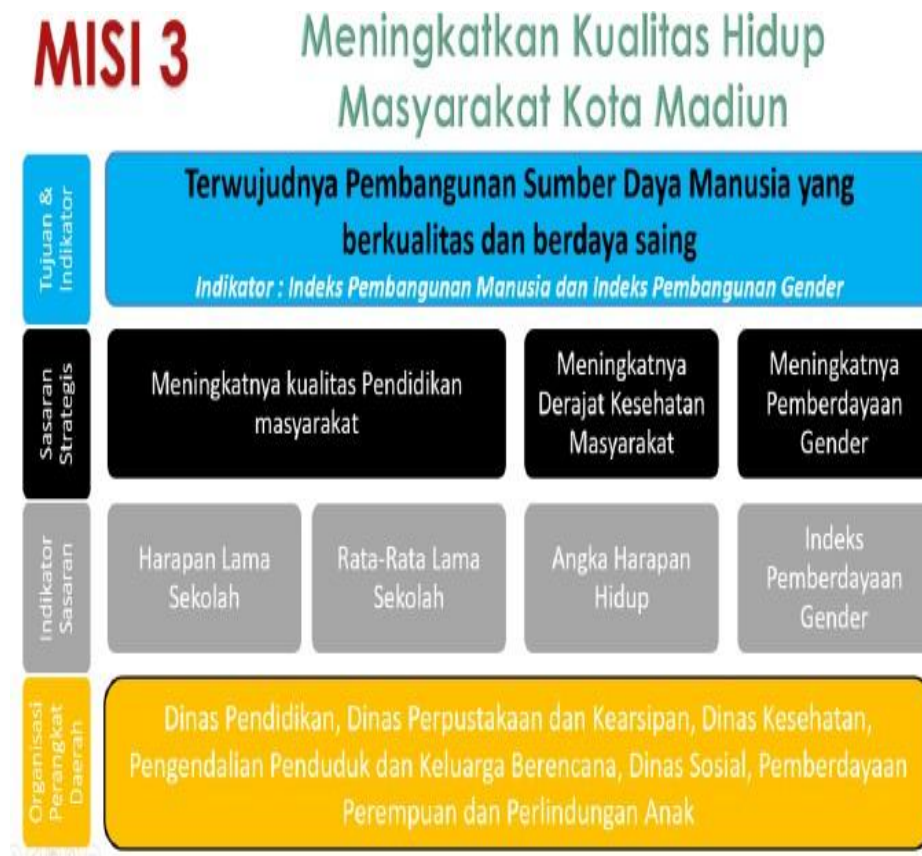 MISI 3
Meningkatkan Kualitas Hidup
Masyarakat Kota Madiun
Tujuan &
Indikator
Terwujudnya Pembangunan Sumber Daya Manusia yang
berkualitas dan berdaya saing
Indikator : Indeks Pembangunan Manusia dan Indeks Pembangunan Gender
Sasaran
Strategis
Meningkatnya kualitas Pendidikan
masyarakat
Meningkatnya
Derajat Kesehatan
Masyarakat
Meningkatnya
Pemberdayaan
Gender
Indikator
Sasaran
Harapan Lama
Sekolah
Rata-Rata Lama
Sekolah
Angka Harapan
Hidup
Indeks
Pemberdayaan
Gender
Organisasi
Perangkat
Daerah
Dinas Pendidikan, Dinas Perpustakaan dan Kearsipan, Dinas Kesehatan,
Pengendalian Penduduk dan Keluarga Berencana, Dinas Sosial, Pemberdayaan
Perempuan dan Perlindungan Anak